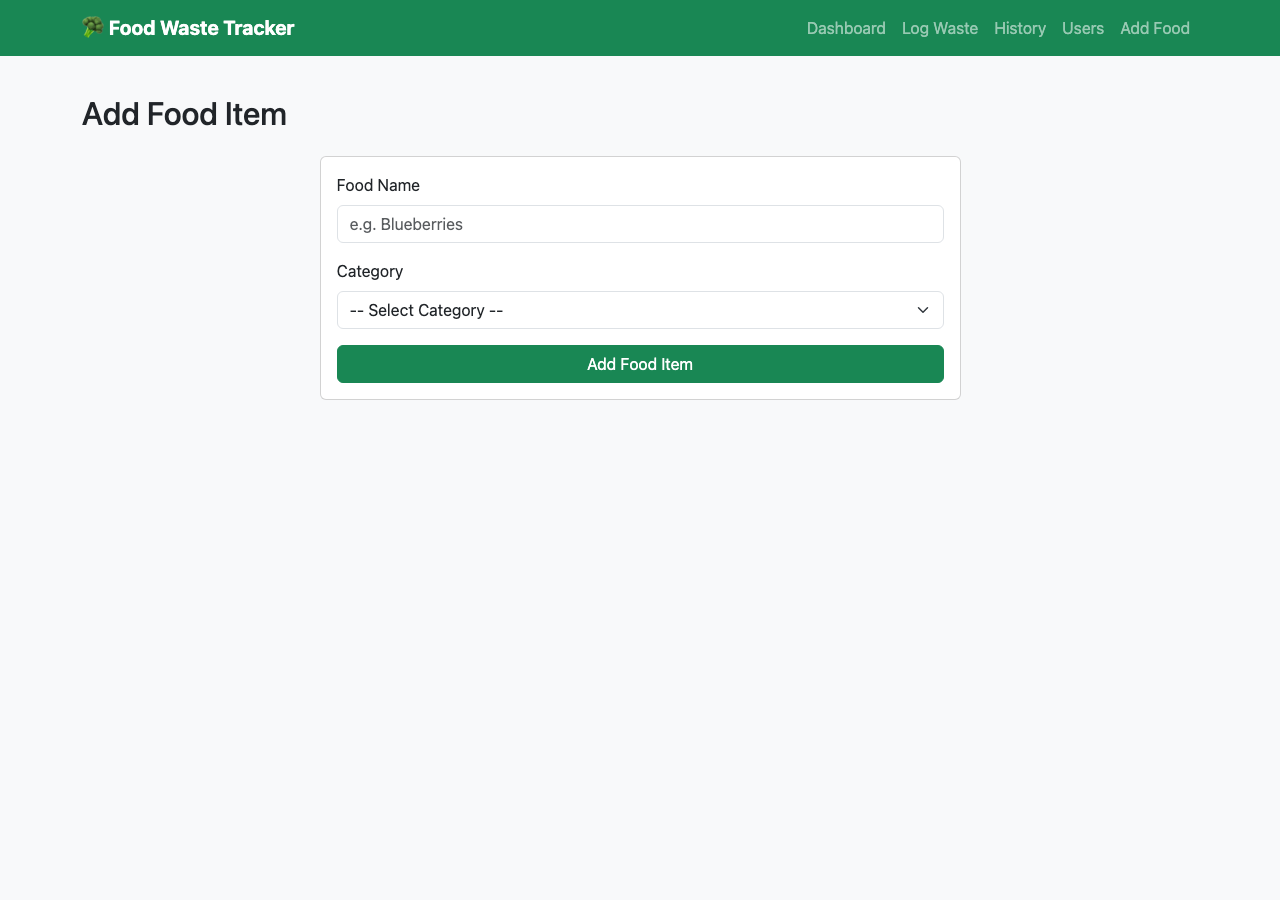 🥦 Food Waste Tracker Dashboard Log Waste History Users Add Food
Add Food Item
Food Name
e.g. Blueberries
Category
-- Select Category --
Add Food Item